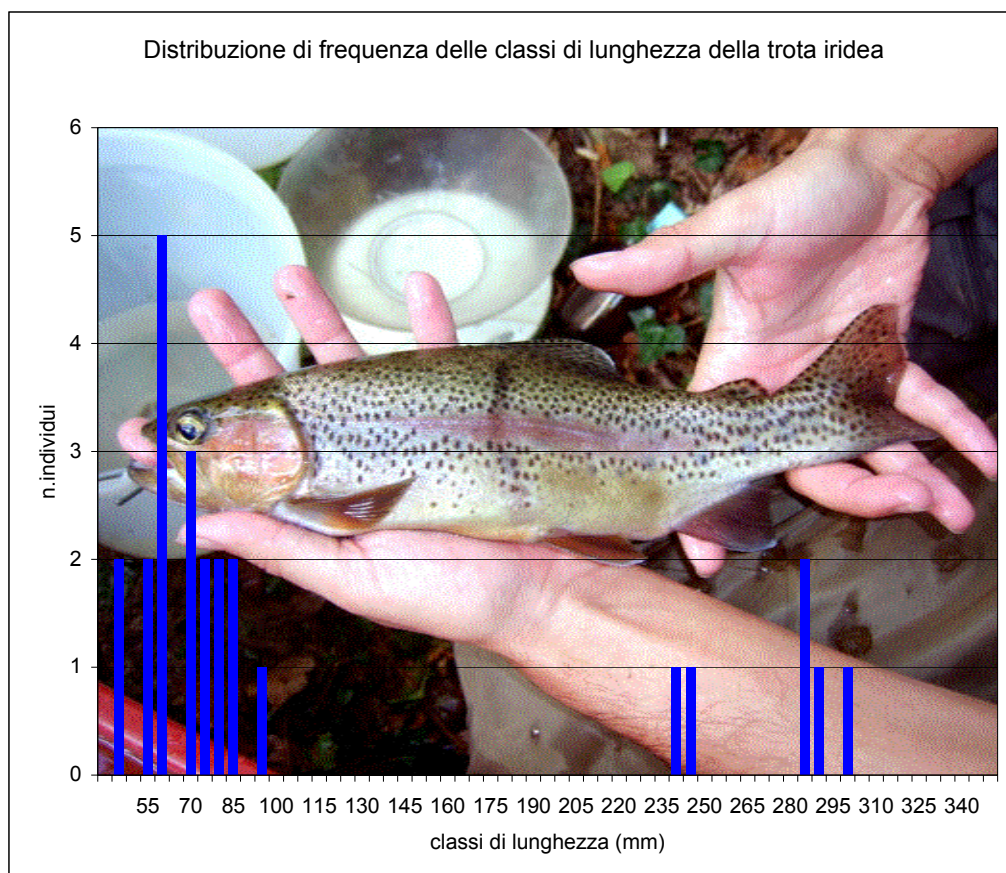 Distribuzione di frequenza delle classi di lunghezza della trota iridea
6
5
4
3
2
1
0
n.individui
55 70 85 100 115 130 145 160 175 190 205 220 235 250 265 280 295 310 325 340
classi di lunghezza (mm)